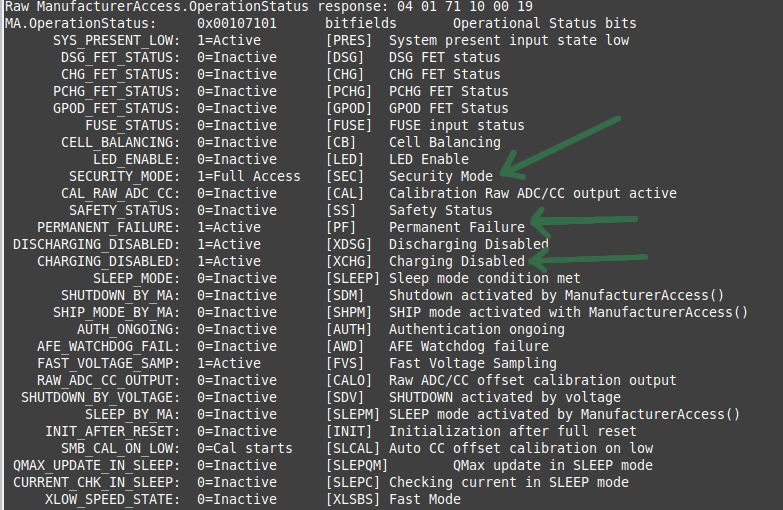 Raw ManufacturerAccess.OperationStatus response: 04 01 71 10 00 19
MA.OperationStatus: 0x00107101 bitfields Operational Status bits
SYS_PRESENT_LOW: 1=Active [PRES] System present input state low
DSG_FET_STATUS: 0=Inactive [DSG] DSG FET status
CHG_FET_STATUS: 0=Inactive [CHG] CHG FET Status
PCHG_FET_STATUS: 0=Inactive [PCHG] PCHG FET Status
GPOD_FET_STATUS: 0=Inactive [GPOD] GPOD FET Status
FUSE_STATUS: 0=Inactive [FUSE] FUSE input status
CELL_BALANCING: 0=Inactive [CB] Cell Balancing
LED_ENABLE: 0=Inactive [LED] LED Enable
SECURITY_MODE: 1=Full Access [SEC] Security Mode
CAL_RAW_ADC_CC: 0=Inactive [CAL] Calibration Raw ADC/CC output active
SAFETY_STATUS: 0=Inactive [SS] Safety Status
PERMANENT_FAILURE: 1=Active [PF] Permanent Failure
DISCHARGING_DISABLED: 1=Active [XDSG] Discharging Disabled
CHARGING_DISABLED: 1=Active [XCHG] Charging Disabled
SLEEP_MODE: 0=Inactive [SLEEP] Sleep mode condition met
SHUTDOWN_BY_MA: 0=Inactive [SDM] Shutdown activated by ManufacturerAccess()
SHIP_MODE_BY_MA: 0=Inactive [SHPM] SHIP mode activated with ManufacturerAccess()
AUTH_ONGOING: 0=Inactive [AUTH] Authentication ongoing
AFE_WATCHDOG_FAIL: 0=Inactive [AWD] AFE Watchdog failure
FAST_VOLTAGE_SAMP: 1=Active [FVS] Fast Voltage Sampling
RAW_ADC_CC_OUTPUT: 0=Inactive [CALO] Raw ADC/CC offset calibration output
SHUTDOWN_BY_VOLTAGE: 0=Inactive [SDV] SHUTDOWN activated by voltage
SLEEP_BY_MA: 0=Inactive [SLEPM] SLEEP mode activated by ManufacturerAccess()
INIT_AFTER_RESET: 0=Inactive [INIT] Initialization after full reset
SMB_CAL_ON_LOW: 0=Cal starts [SLCAL] Auto CC offset calibration on low
QMAX_UPDATE_IN_SLEEP: 0=Inactive [SLEPQM] QMax update in SLEEP mode
CURRENT_CHK_IN_SLEEP: 0=Inactive [SLEPC] Checking current in SLEEP mode
XLOW_SPEED_STATE: 0=Inactive [XLSBS] Fast Mode